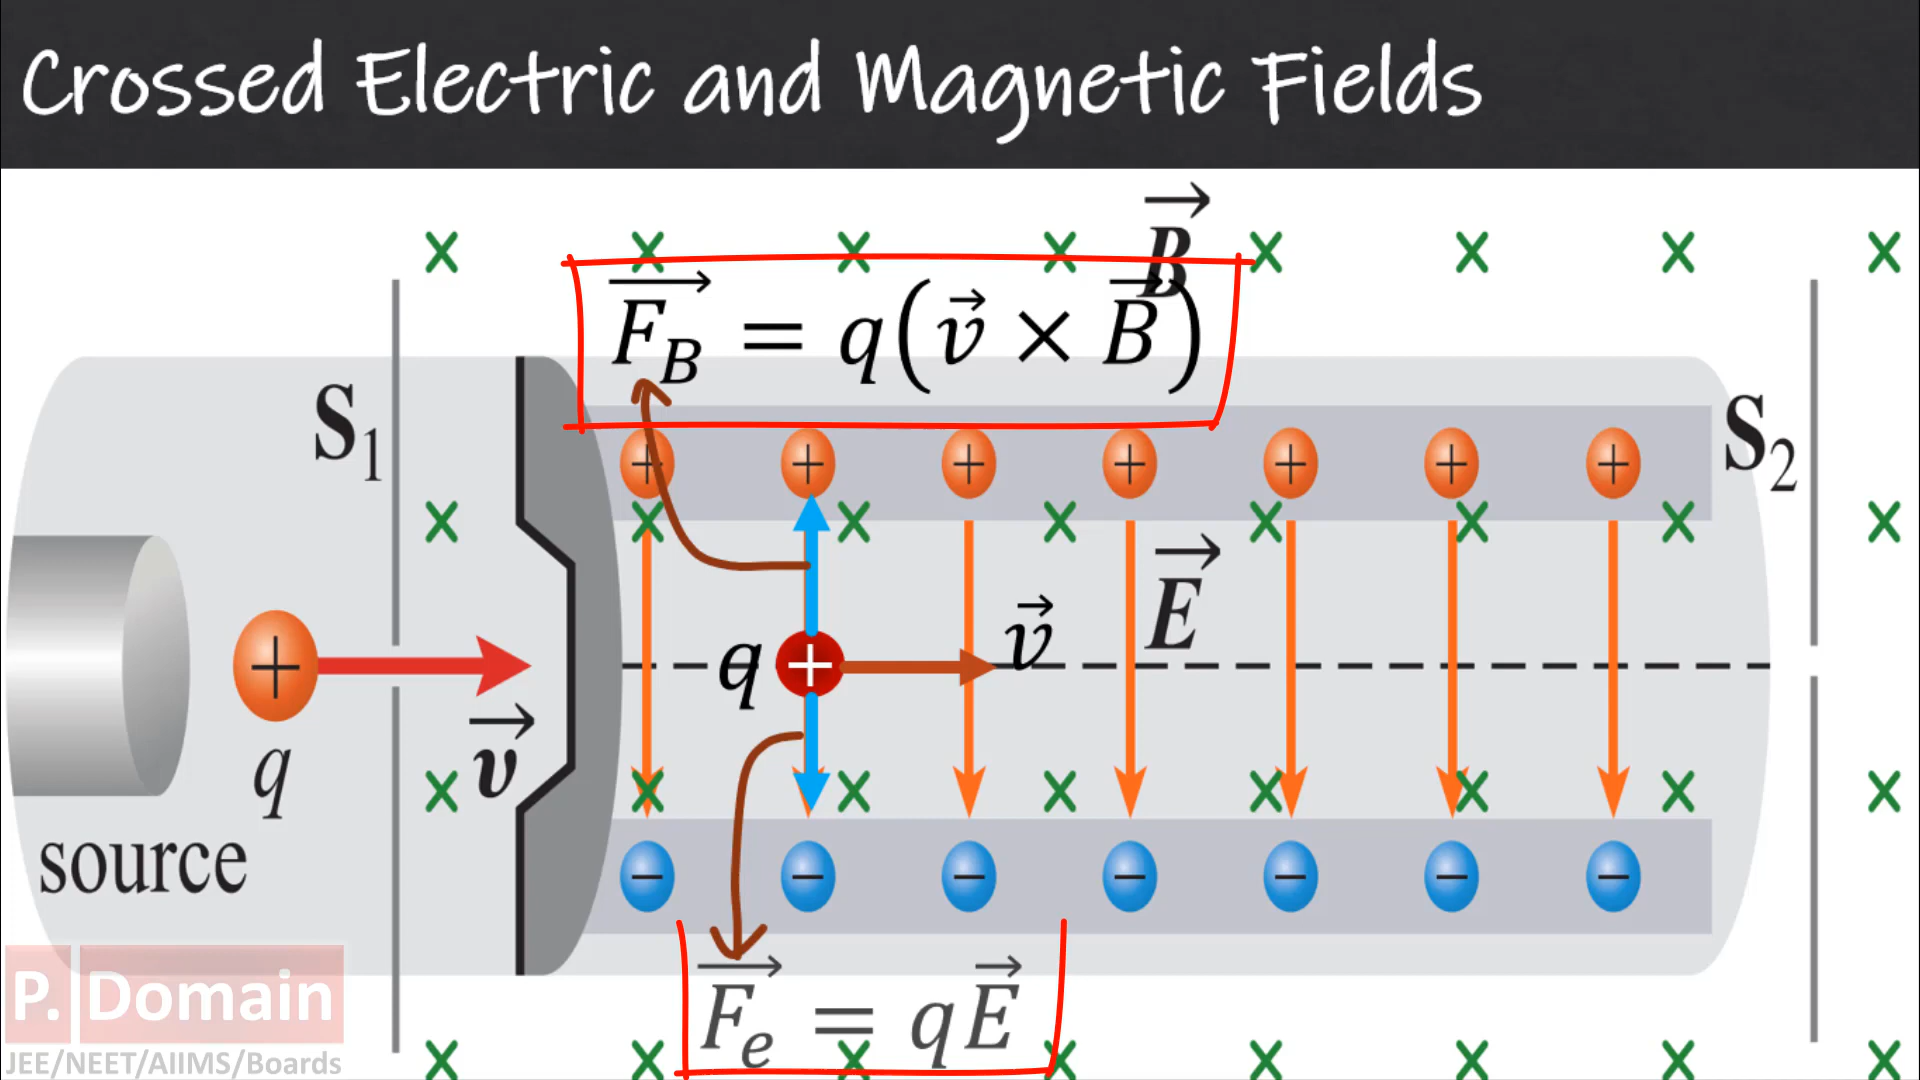 Crossed Electric and Magnetic Fields
B⃗
F_B⃗ = q(v⃗ × B⃗)
S₁
S₂
E⃗
q
v⃗
q
v⃗
source
F_e⃗ = qE⃗
P. Domain
JEE/NEET/AIIMS/Boards